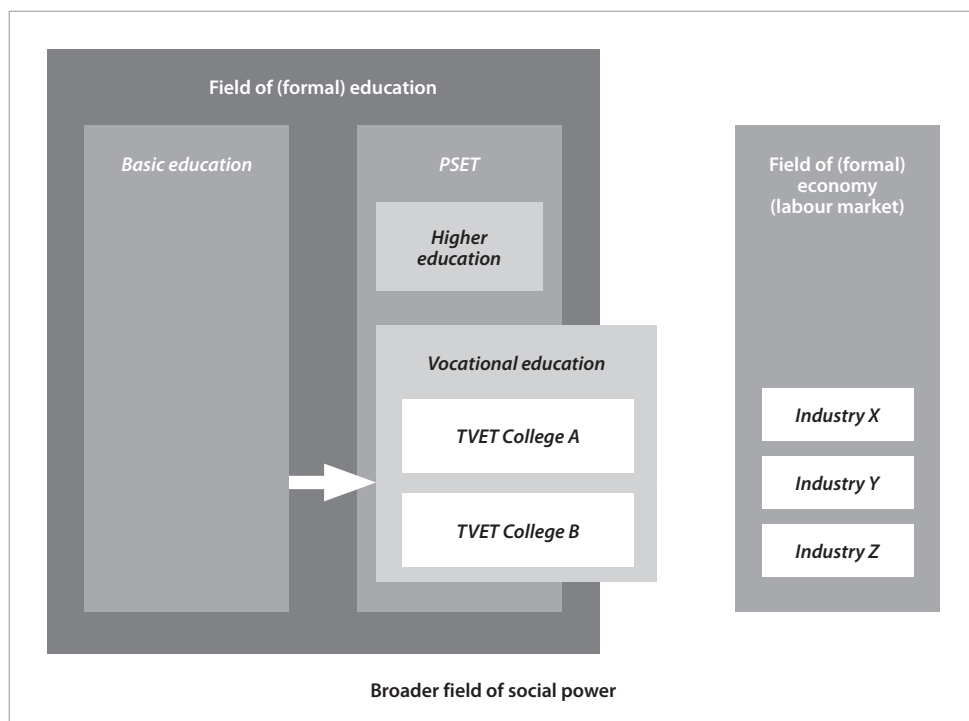 Field of (formal) education
Basic education
PSET
Higher
education
Vocational education
TVET College A
TVET College B
Field of (formal)
economy
(labour market)
Industry X
Industry Y
Industry Z
Broader field of social power